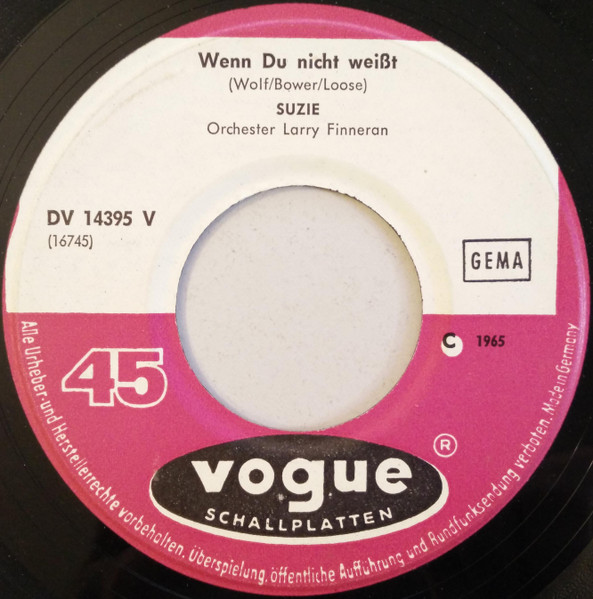 Wenn Du nicht weißt
(Wolf/Bower/Loose)
SUZIE
Orchester Larry Finneran
DV 14395 V
(16745)
GEMA
C 1965
45
vogue ®
SCHALLPLATTEN
Alle Urheber-und Herstellerrechte vorbehalten. Überspielung, öffentliche Aufführung und Rundfunksendung verboten. Made in Germany